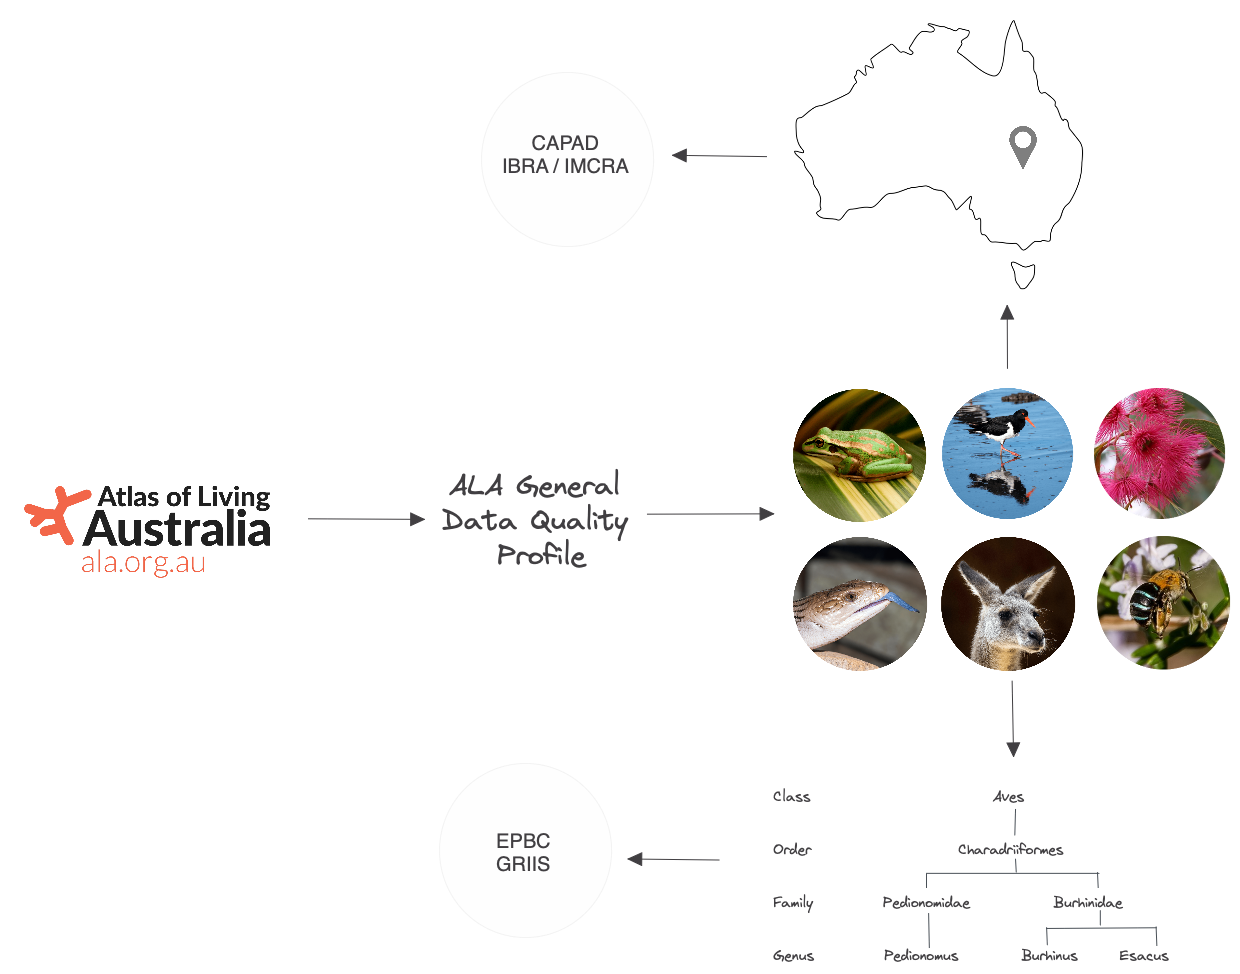 CAPAD
IBRA / IMCRA
Atlas of Living
Australia
ala.org.au
ALA General
Data Quality
Profile
EPBC
GRIIS
Class Aves
Order Charadriiformes
Family Pedionomidae Burhinidae
Genus Pedionomus Burhinus Esacus